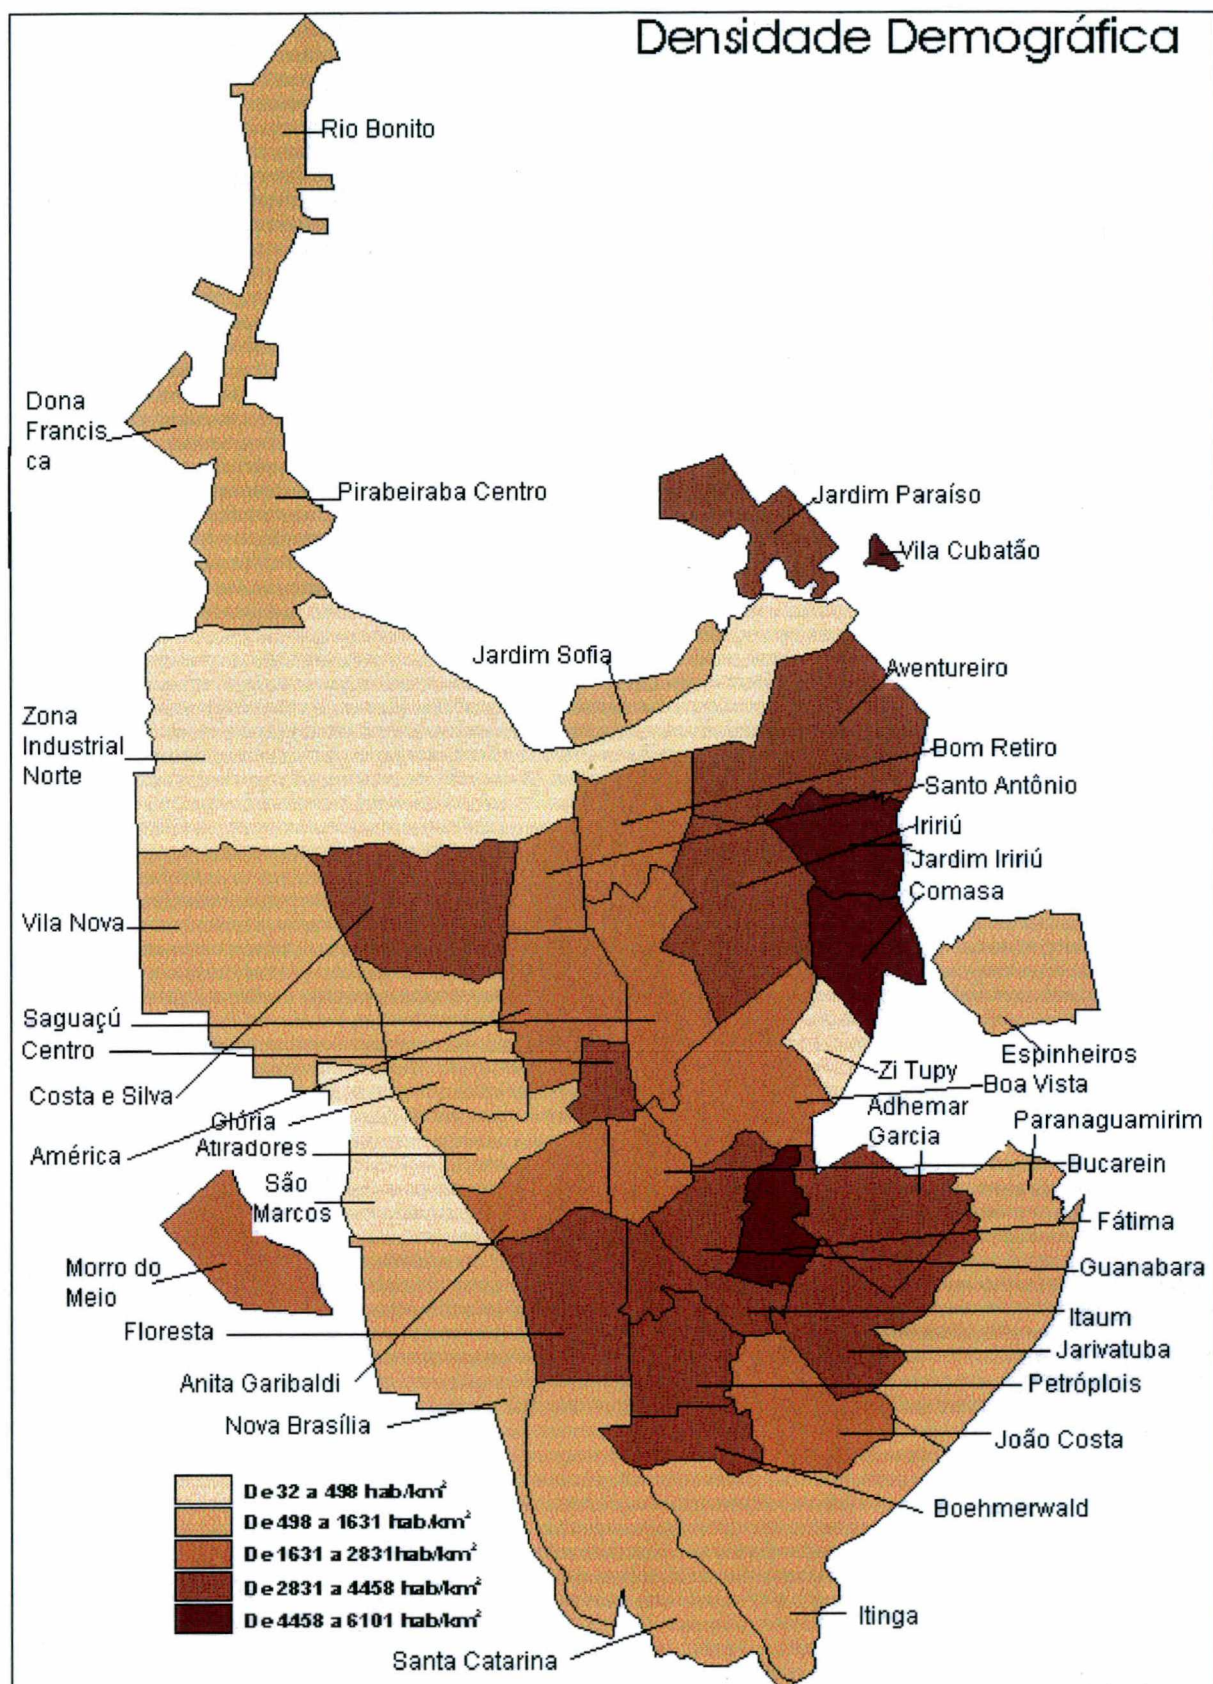 Densidade Demográfica
Rio Bonito
Dona
Francis
ca
Pirabeiraba Centro
Jardim Paraíso
Vila Cubatão
Jardim Sofia
Aventureiro
Zona
Industrial
Norte
Bom Retiro
Santo Antônio
Iririú
Jardim Iririú
Comasa
Vila Nova
Saguaçú
Centro
Costa e Silva
Espinheiros
Zi Tupy
Boa Vista
Glória
América
Atiradores
Adhemar
Garcia
Paranaguamirim
Bucarein
São
Marcos
Fátima
Morro do
Meio
Guanabara
Itaum
Floresta
Jarivatuba
Anita Garibaldi
Petróplois
Nova Brasília
João Costa
Boehmerwald
De 32 a 498 hab/km²
De 498 a 1631 hab/km²
De 1631 a 2831hab/km²
De 2831 a 4458 hab/km²
De 4458 a 6101 hab/km²
Itinga
Santa Catarina